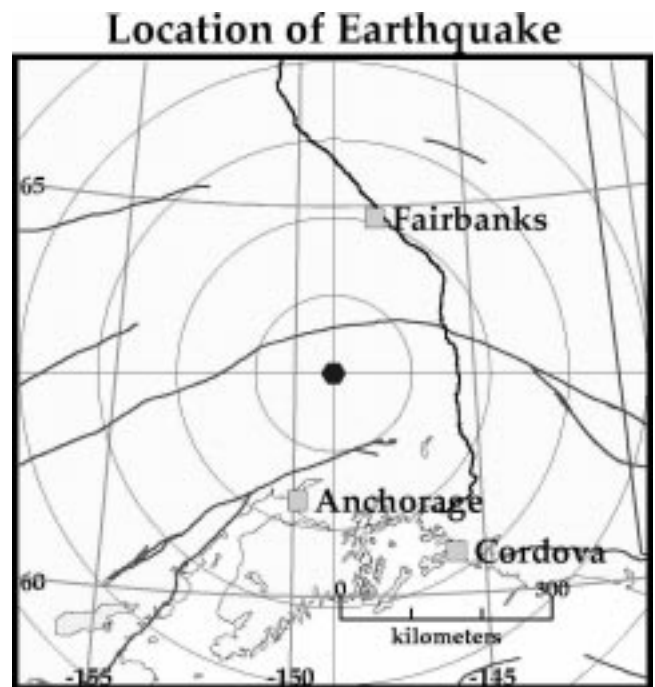 Location of Earthquake
65
Fairbanks
Anchorage
Cordova
60
0 300
kilometers
-155 -150 -145